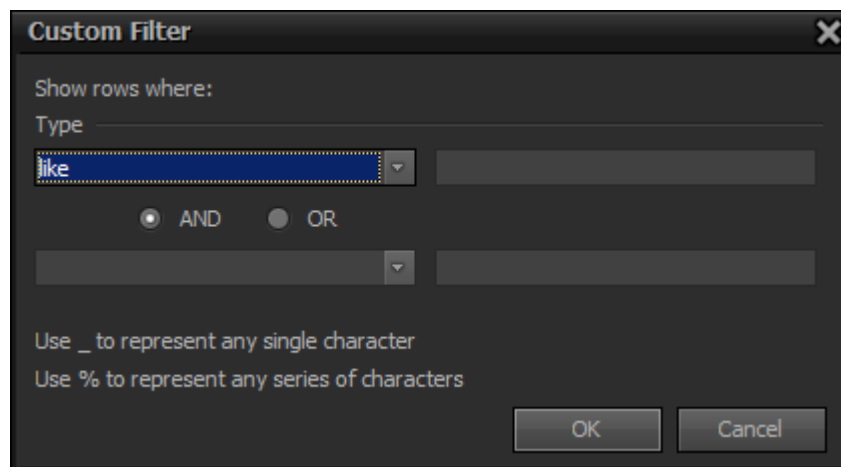 Custom Filter
Show rows where:
Type
like
AND OR
Use _ to represent any single character
Use % to represent any series of characters
OK Cancel